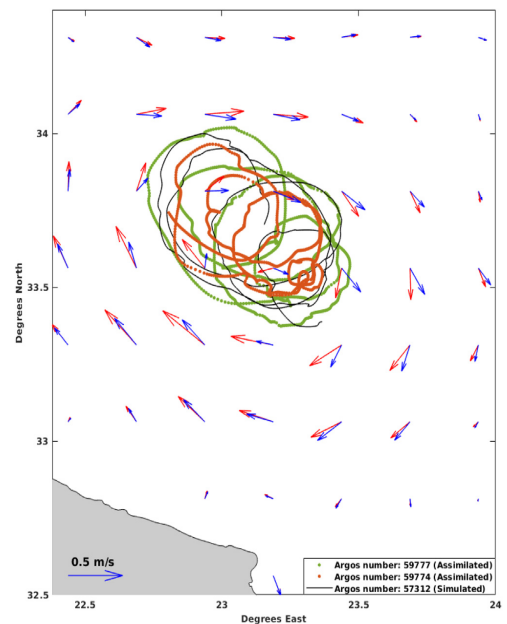 34
33.5
33
32.5
Degrees North
0.5 m/s
Argos number: 59777 (Assimilated)
Argos number: 59774 (Assimilated)
Argos number: 57312 (Simulated)
22.5 23 23.5 24
Degrees East